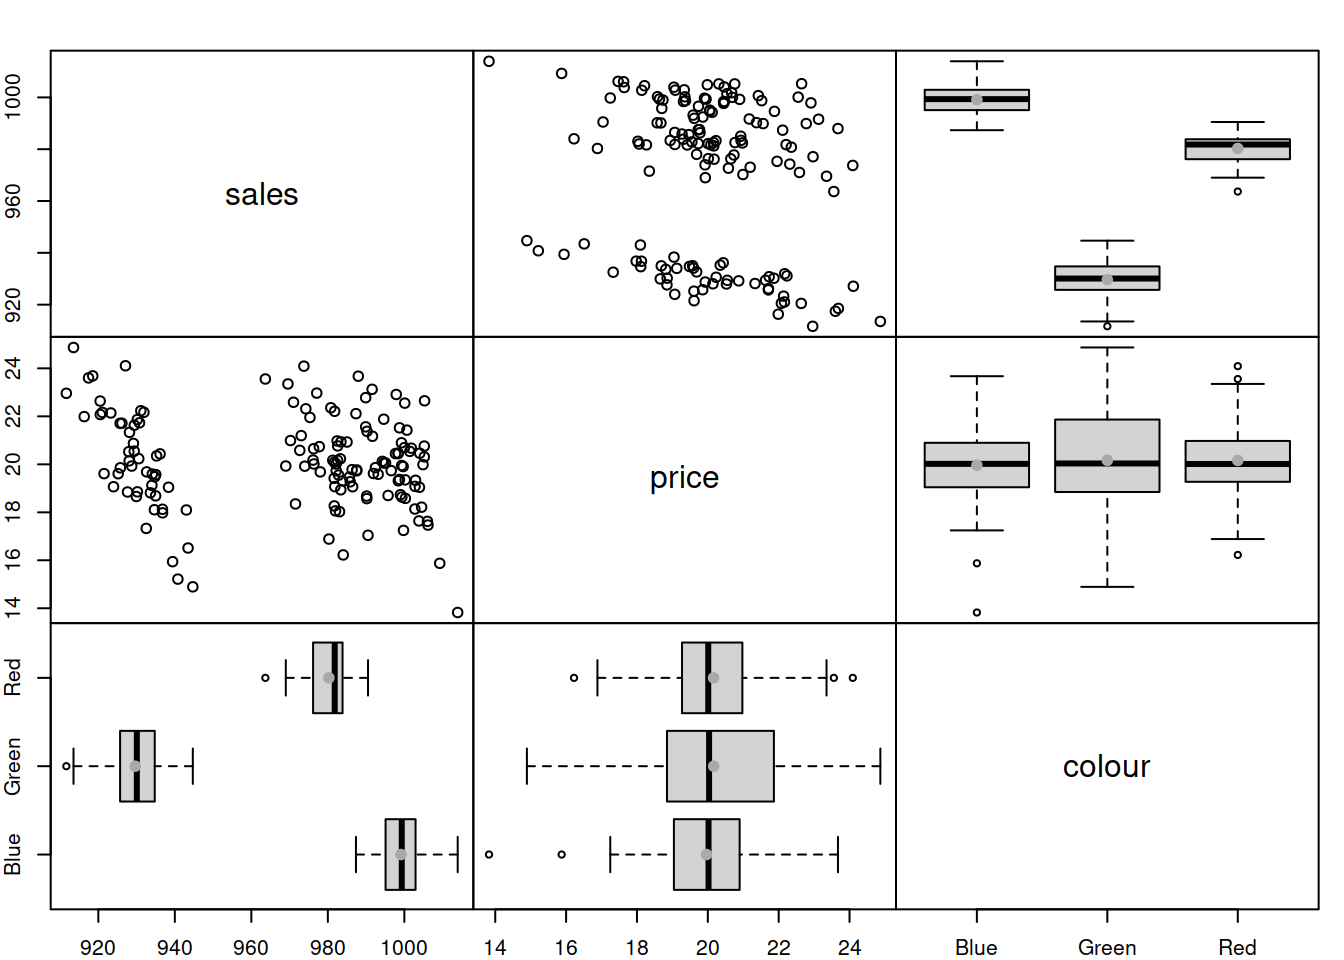 1000
960
920
sales
24
22
20
18
16
14
price
Red
Green
Blue
colour
920 940 960 980 1000 14 16 18 20 22 24 Blue Green Red